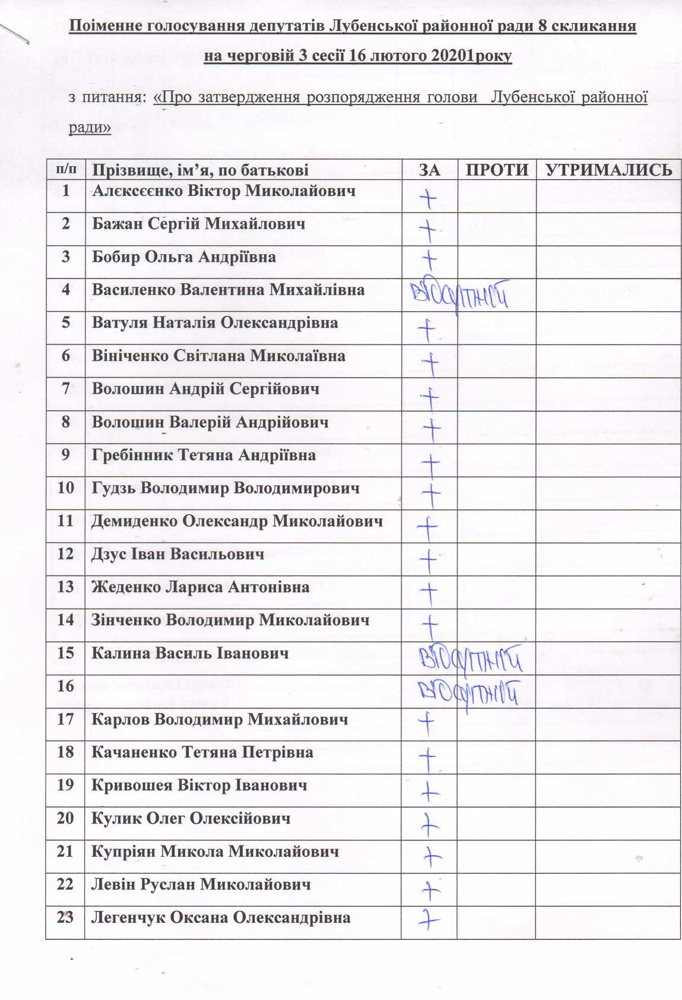 Поіменне голосування депутатів Лубенської районної ради 8 скликання
на черговій 3 сесії 16 лютого 20201року
з питання: «Про затвердження розпорядження голови Лубенської районної
ради»
п/п Прізвище, ім’я, по батькові ЗА ПРОТИ УТРИМАЛИСЬ
1 Алєксєєнко Віктор Миколайович +
2 Бажан Сергій Михайлович +
3 Бобир Ольга Андріївна +
4 Василенко Валентина Михайлівна відсутній
5 Ватуля Наталія Олександрівна +
6 Вініченко Світлана Миколаївна +
7 Волошин Андрій Сергійович +
8 Волошин Валерій Андрійович +
9 Гребінник Тетяна Андріївна +
10 Гудзь Володимир Володимирович +
11 Демиденко Олександр Миколайович +
12 Дзус Іван Васильович +
13 Жеденко Лариса Антонівна +
14 Зінченко Володимир Миколайович +
15 Калина Василь Іванович відсутній
16 відсутній
17 Карлов Володимир Михайлович +
18 Качаненко Тетяна Петрівна +
19 Кривошея Віктор Іванович +
20 Кулик Олег Олексійович +
21 Купріян Микола Миколайович +
22 Левін Руслан Миколайович +
23 Легенчук Оксана Олександрівна +